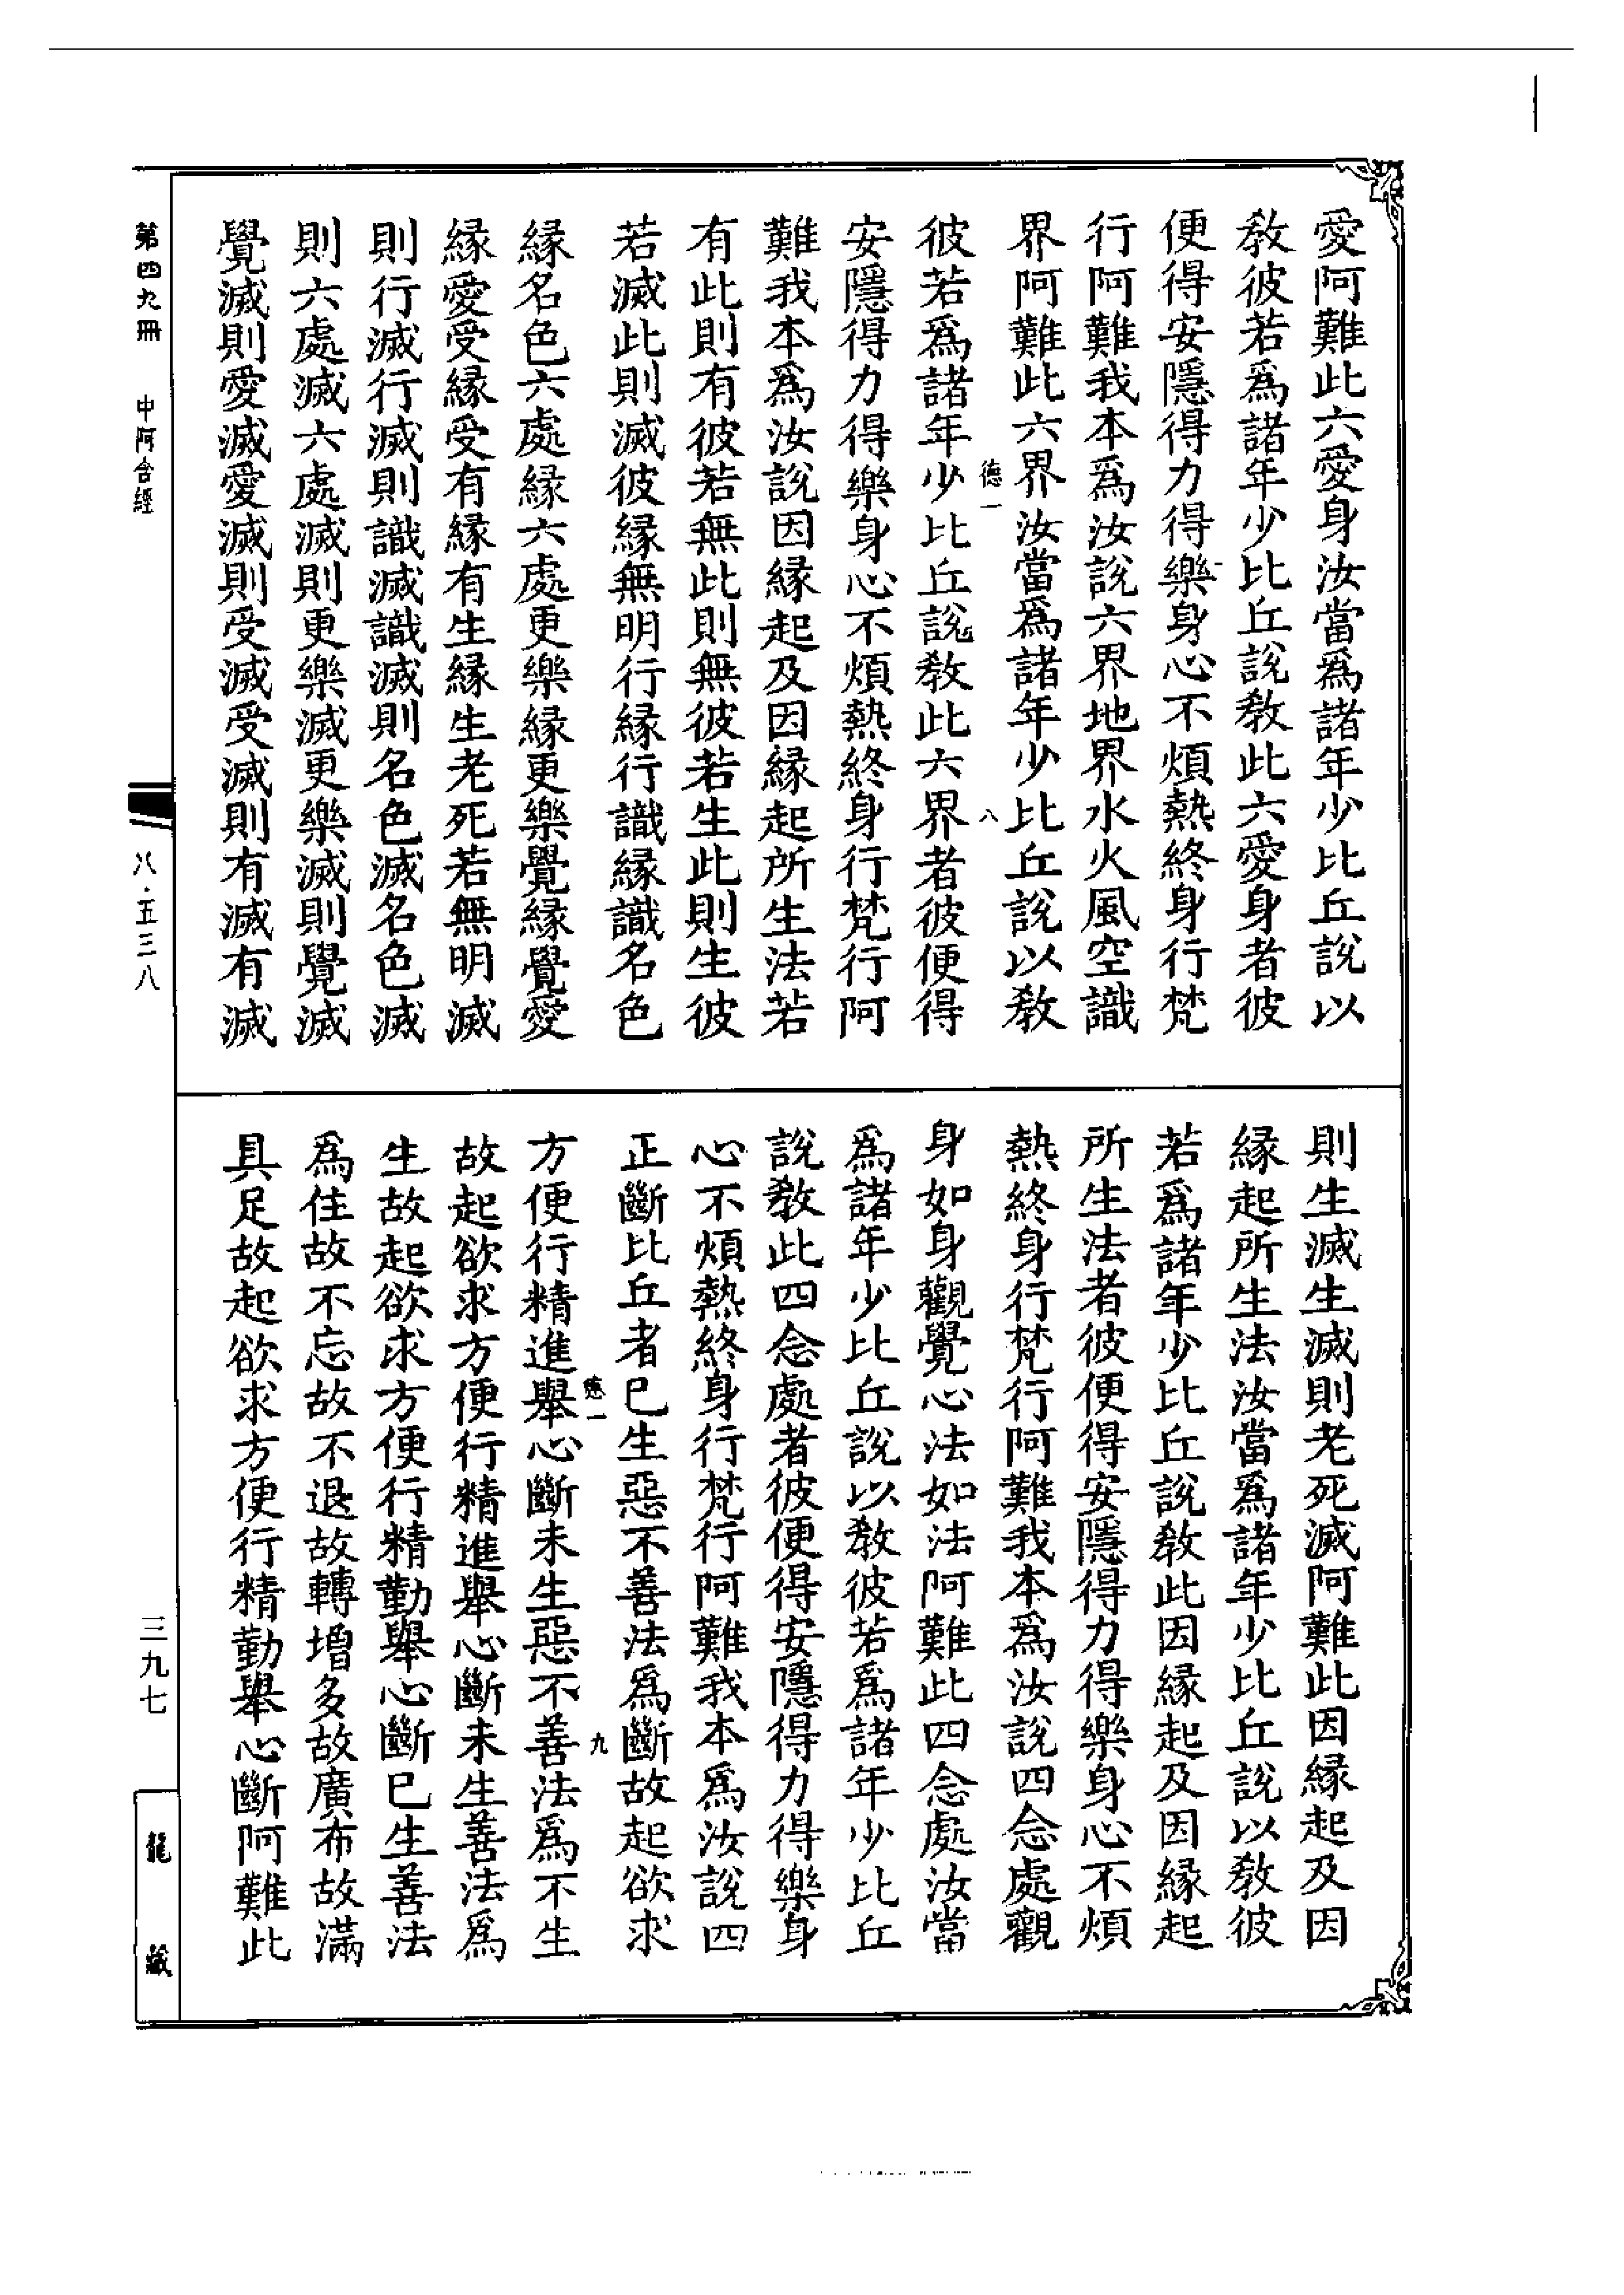 愛阿難此六愛身汝當爲諸年少比丘說以
教彼若爲諸年少比丘說教此六愛身者彼
便得安隱得力得樂身心不煩熱終身行梵
行阿難我本爲汝說六界地界水火風空識
界阿難此六界汝當爲諸年少比丘說以教
德一
八
彼若爲諸年少比丘說教此六界者彼便得
安隱得力得樂身心不煩熱終身行梵行阿
難我本爲汝說因緣起及因緣起所生法若
有此則有彼若無此則無彼若生此則生彼
若滅此則滅彼緣無明行緣行識緣識名色
緣名色六處緣六處更樂緣更樂覺緣覺愛
緣愛受緣受有緣有生緣生老死若無明滅
則行滅行滅則識滅識滅則名色滅名色滅
則六處滅六處滅則更樂滅更樂滅則覺滅
覺滅則愛滅愛滅則受滅受滅則有滅有滅
則生滅生滅則老死滅阿難此因緣起及因
緣起所生法汝當爲諸年少比丘說以教彼
若爲諸年少比丘說教此因緣起及因緣起
所生法者彼便得安隱得力得樂身心不煩
熱終身行梵行阿難我本爲汝說四念處觀
身如身觀覺心法如法阿難此四念處汝當
爲諸年少比丘說以教彼若爲諸年少比丘
說教此四念處者彼便得安隱得力得樂身
心不煩熱終身行梵行阿難我本爲汝說四
正斷比丘者已生惡不善法爲斷故起欲求
德一
九
方便行精進舉心斷未生惡不善法爲不生
故起欲求方便行精進舉心斷未生善法爲
生故起欲求方便行精勤舉心斷已生善法
爲住故不忘故不退故轉增多故廣布故滿
具足故起欲求方便行精勤舉心斷阿難此
第四九冊
中阿含經
八·五三八
三九七
龍藏